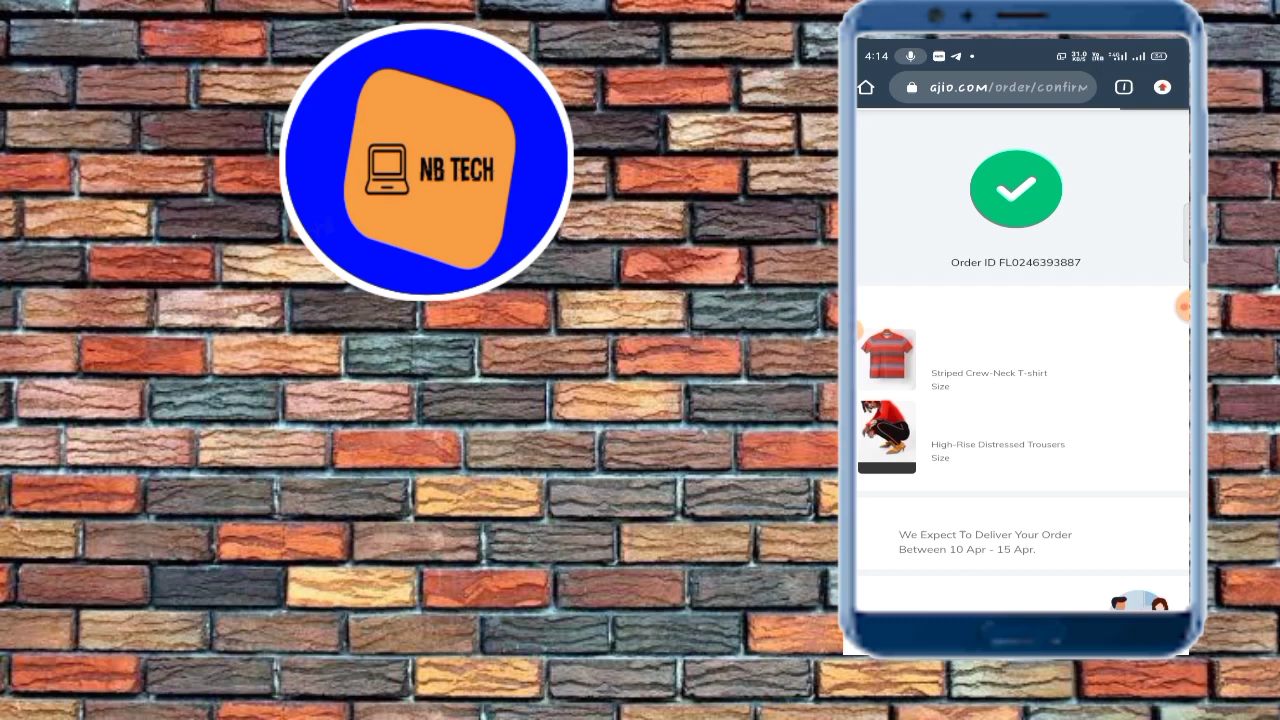 NB TECH
4:14
ajio.com/order/confirm
Order ID FL0246393887
Striped Crew-Neck T-shirt
Size
High-Rise Distressed Trousers
Size
We Expect To Deliver Your Order
Between 10 Apr - 15 Apr.